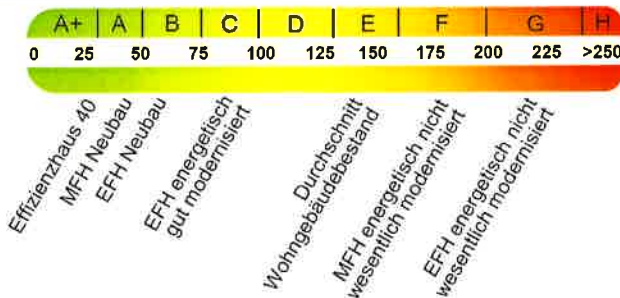 A+ A B C D E F G H
0 25 50 75 100 125 150 175 200 225 >250
Effizienzhaus 40
MFH Neubau
EFH Neubau
EFH energetisch
gut modernisiert
Durchschnitt
Wohngebäudebestand
MFH energetisch nicht
wesentlich modernisiert
EFH energetisch nicht
wesentlich modernisiert